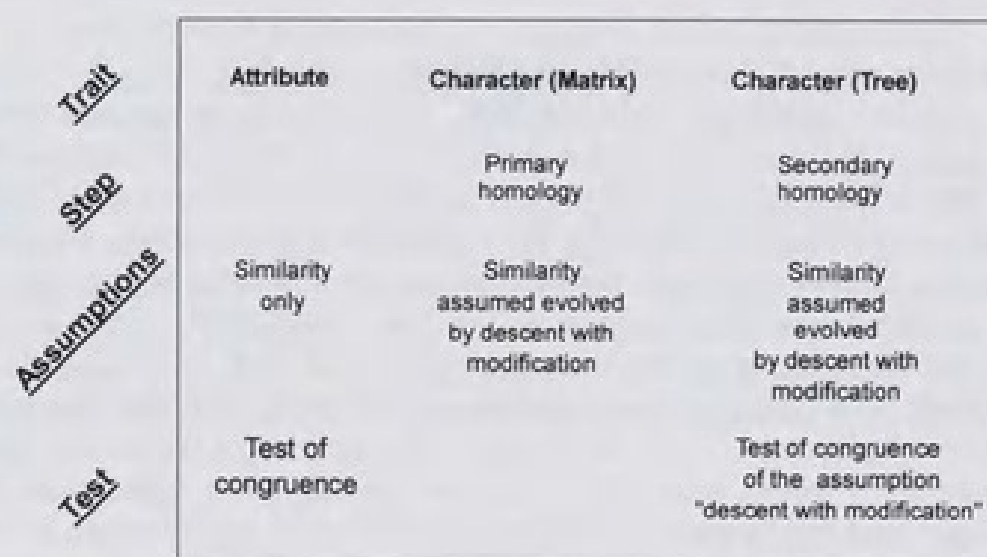 Trait
Attribute
Character (Matrix)
Character (Tree)
Step
Primary
homology
Secondary
homology
Assumptions
Similarity
only
Similarity
assumed evolved
by descent with
modification
Similarity
assumed
evolved
by descent with
modification
Test
Test of
congruence
Test of congruence
of the assumption
"descent with modification"